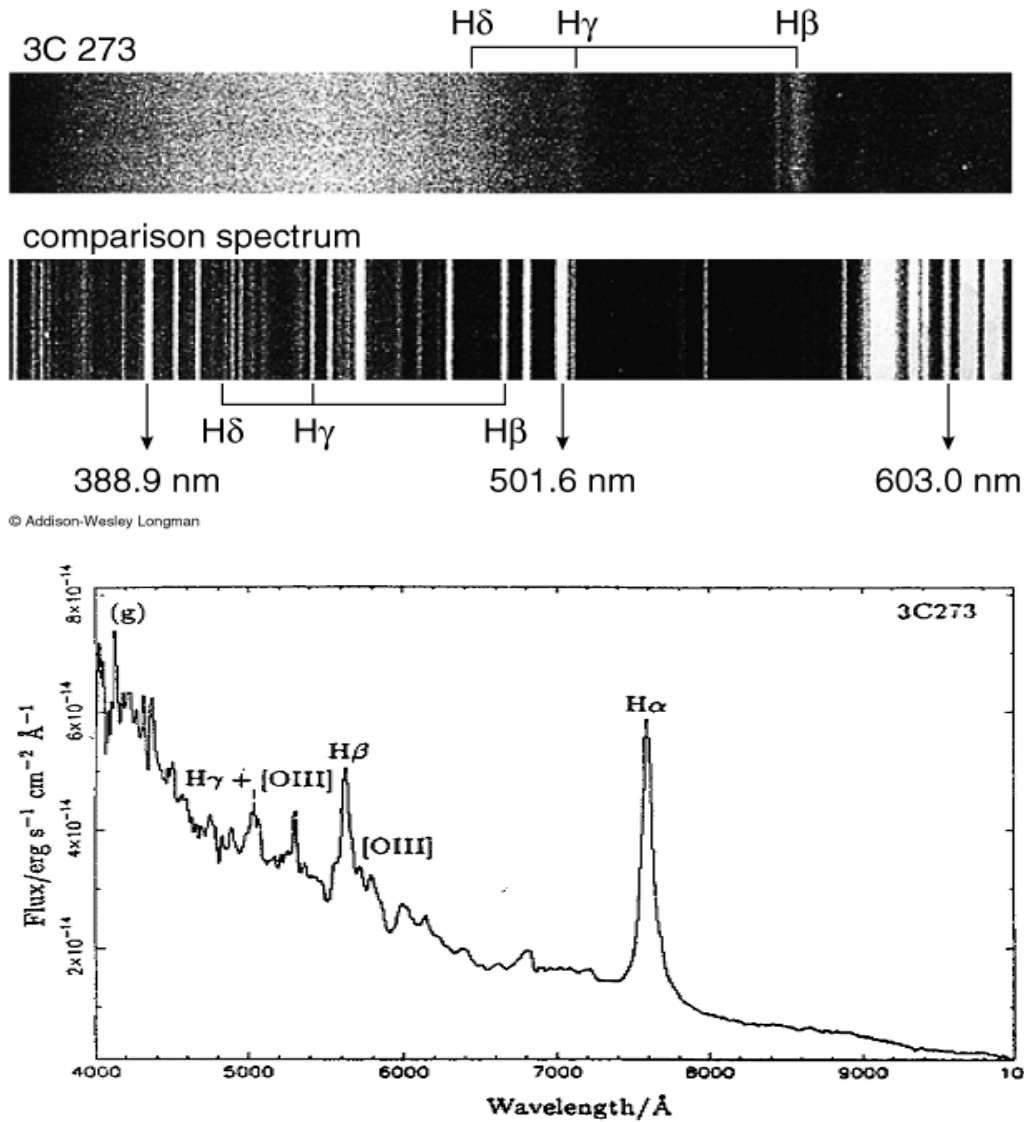 Hδ Hγ Hβ
3C 273
comparison spectrum
Hδ Hγ Hβ
388.9 nm 501.6 nm 603.0 nm
© Addison-Wesley Longman
(g) 3C273
Hα
Hβ
Hγ + [OIII]
[OIII]
8×10⁻¹⁴
6×10⁻¹⁴
4×10⁻¹⁴
2×10⁻¹⁴
Flux/erg s⁻¹ cm⁻² Å⁻¹
4000 5000 6000 7000 8000 9000 10
Wavelength/Å